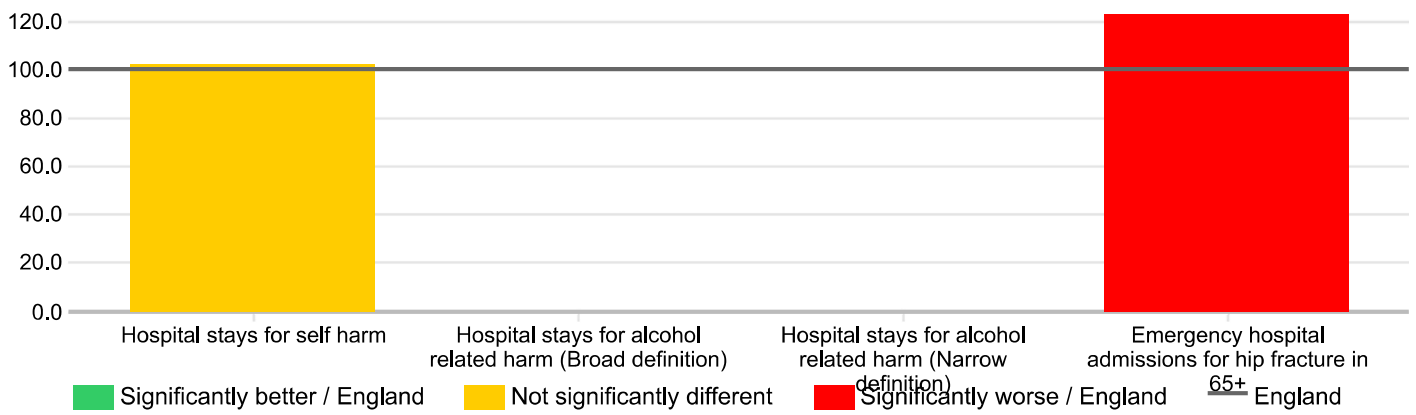 120.0
100.0
80.0
60.0
40.0
20.0
0.0
Hospital stays for self harm
Hospital stays for alcohol
related harm (Broad definition)
Hospital stays for alcohol
related harm (Narrow
definition)
Emergency hospital
admissions for hip fracture in
65+
Significantly better / England
Not significantly different
Significantly worse / England
England